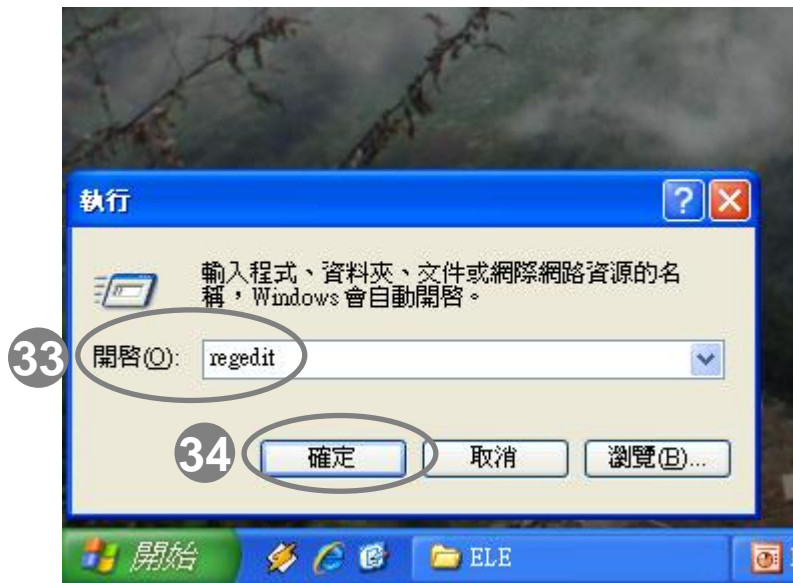 執行
輸入程式、資料夾、文件或網際網路資源的名
稱,Windows 會自動開啓。
33 開啓(O): regedit
34 確定 取消 瀏覽(B)...
開始 ELE